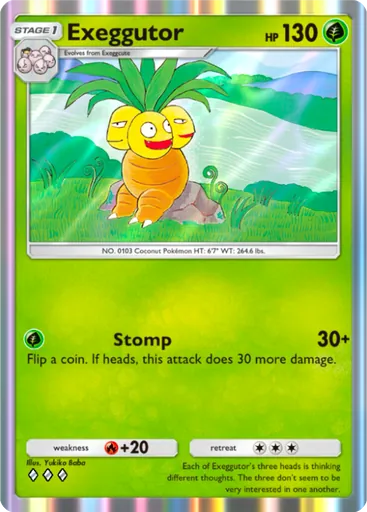 STAGE 1
Exeggutor
HP 130
Evolves from Exeggcute
NO. 0103 Coconut Pokémon HT: 6'7" WT: 264.6 lbs.
Stomp 30+
Flip a coin. If heads, this attack does 30 more damage.
weakness +20 retreat
Illus. Yukiko Baba
Each of Exeggutor's three heads is thinking
different thoughts. The three don't seem to be
very interested in one another.